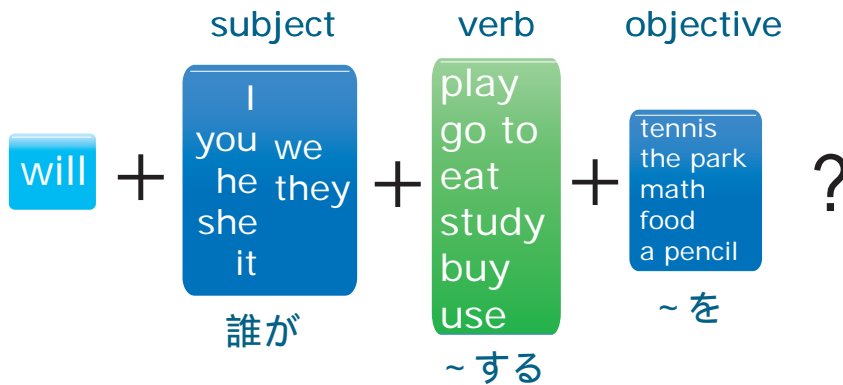 subject
verb
objective
will
+
I
you
he
she
it
we
they
+
play
go to
eat
study
buy
use
+
tennis
the park
math
food
a pencil
?
誰が
~する
~を